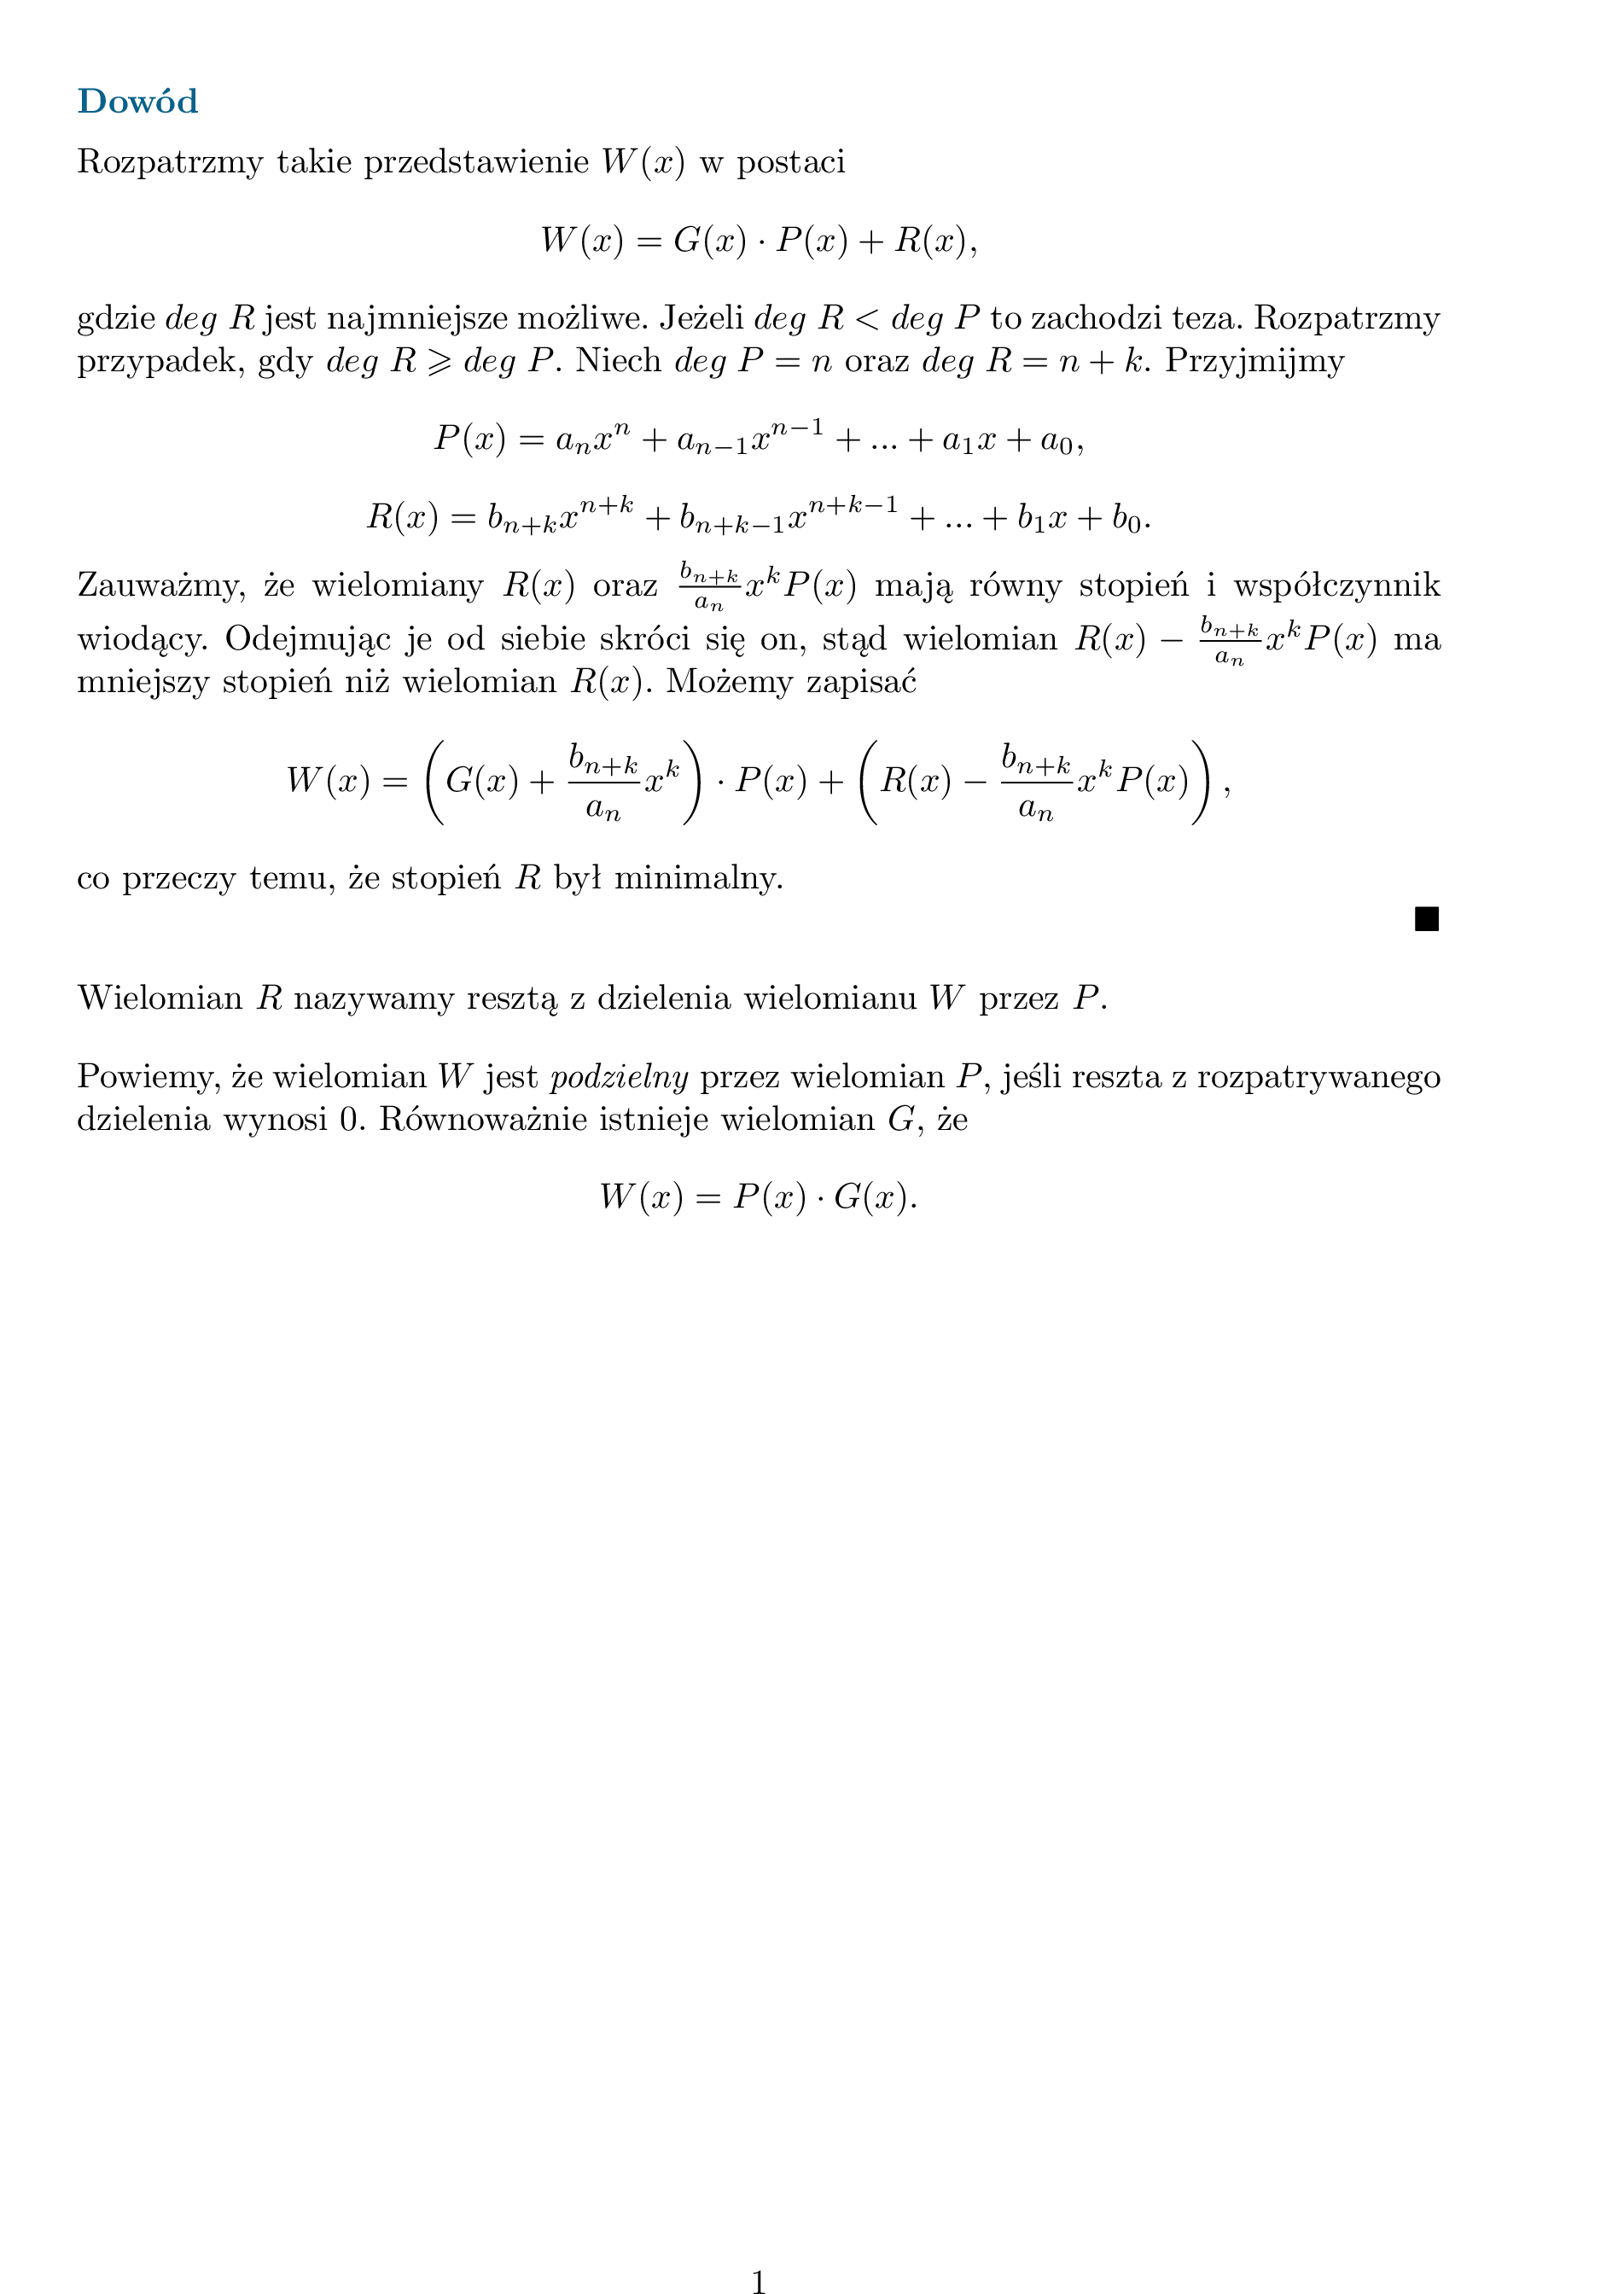 Dowód
Rozpatrzmy takie przedstawienie $W(x)$ w postaci
$$W(x) = G(x) \cdot P(x) + R(x),$$
gdzie $deg\ R$ jest najmniejsze możliwe. Jeżeli $deg\ R < deg\ P$ to zachodzi teza. Rozpatrzmy
przypadek, gdy $deg\ R \geqslant deg\ P$. Niech $deg\ P = n$ oraz $deg\ R = n + k$. Przyjmijmy
$$P(x) = a_n x^n + a_{n-1} x^{n-1} + ... + a_1 x + a_0,$$
$$R(x) = b_{n+k} x^{n+k} + b_{n+k-1} x^{n+k-1} + ... + b_1 x + b_0.$$
Zauważmy, że wielomiany $R(x)$ oraz $\frac{b_{n+k}}{a_n} x^k P(x)$ mają równy stopień i współczynnik
wiodący. Odejmując je od siebie skróci się on, stąd wielomian $R(x) - \frac{b_{n+k}}{a_n} x^k P(x)$ ma
mniejszy stopień niż wielomian $R(x)$. Możemy zapisać
$$W(x) = \left( G(x) + \frac{b_{n+k}}{a_n} x^k \right) \cdot P(x) + \left( R(x) - \frac{b_{n+k}}{a_n} x^k P(x) \right),$$
co przeczy temu, że stopień $R$ był minimalny.
■
Wielomian $R$ nazywamy resztą z dzielenia wielomianu $W$ przez $P$.
Powiemy, że wielomian $W$ jest podzielny przez wielomian $P$, jeśli reszta z rozpatrywanego
dzielenia wynosi 0. Równoważnie istnieje wielomian $G$, że
$$W(x) = P(x) \cdot G(x).$$
1